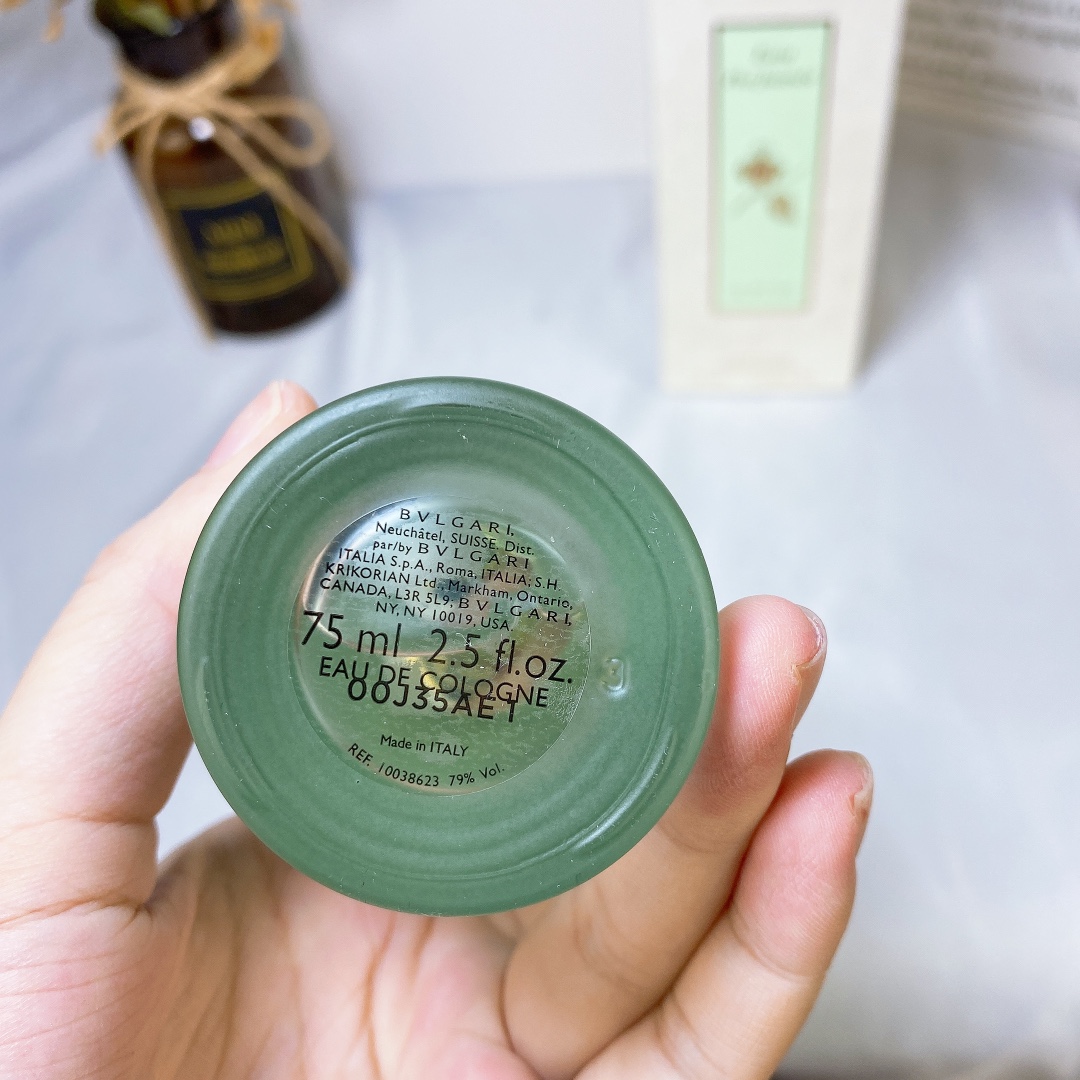 BVLGARI,
Neuchâtel, SUISSE. Dist.
par/by BVLGARI
ITALIA S.p.A., Roma, ITALIA; S.H.
KRIKORIAN Ltd., Markham, Ontario,
CANADA, L3R 5L9; BVLGARI,
NY, NY 10019, USA.
75 ml 2.5 fl.oz.
EAU DE COLOGNE
00J35AE1
Made in ITALY
REF. 10038623 79% Vol.